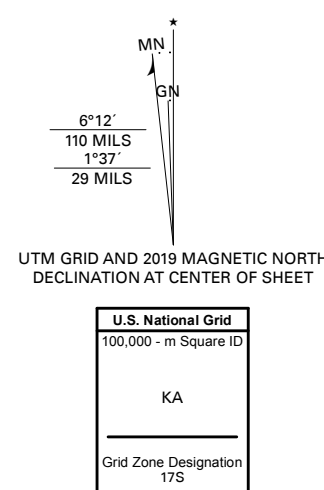 ★
MN
GN
6°12´
110 MILS
1°37´
29 MILS
UTM GRID AND 2019 MAGNETIC NORTH
DECLINATION AT CENTER OF SHEET
U.S. National Grid
100,000 - m Square ID
KA
Grid Zone Designation
17S